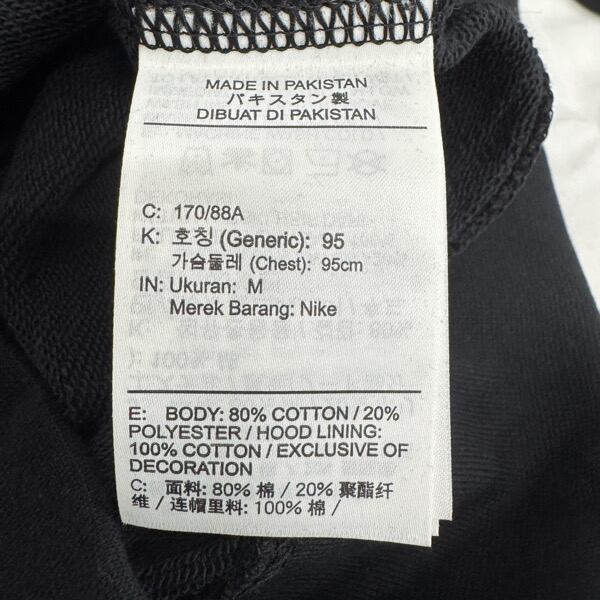 MADE IN PAKISTAN
パキスタン製
DIBUAT DI PAKISTAN
C: 170/88A
K: 호칭 (Generic): 95
가슴둘레 (Chest): 95cm
IN: Ukuran: M
Merek Barang: Nike
E: BODY: 80% COTTON / 20%
POLYESTER / HOOD LINING:
100% COTTON / EXCLUSIVE OF
DECORATION
C: 面料: 80% 棉 / 20% 聚酯纤
维 / 连帽里料: 100% 棉 /